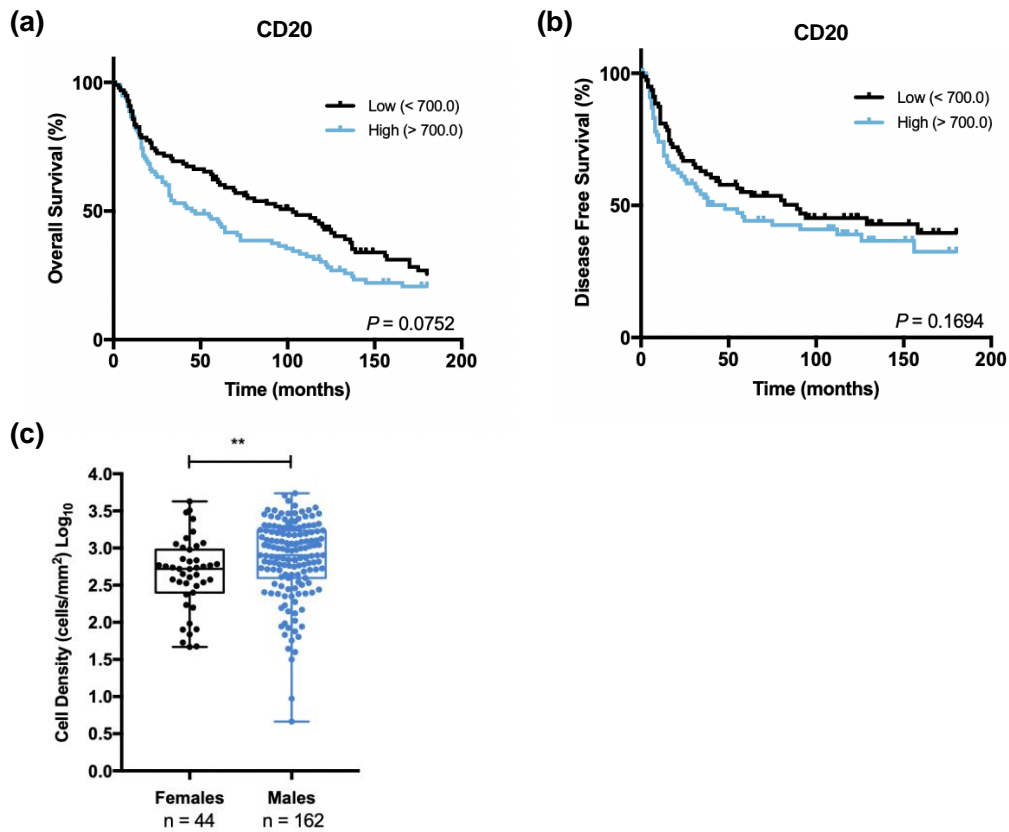 (a)
CD20
Overall Survival (%)
100
50
0
0 50 100 150 200
Time (months)
Low (< 700.0)
High (> 700.0)
P = 0.0752
(b)
CD20
Disease Free Survival (%)
100
50
0
0 50 100 150 200
Time (months)
Low (< 700.0)
High (> 700.0)
P = 0.1694
(c)
**
Cell Density (cells/mm²) Log₁₀
4.0
3.5
3.0
2.5
2.0
1.5
1.0
0.5
0.0
Females Males
n = 44 n = 162